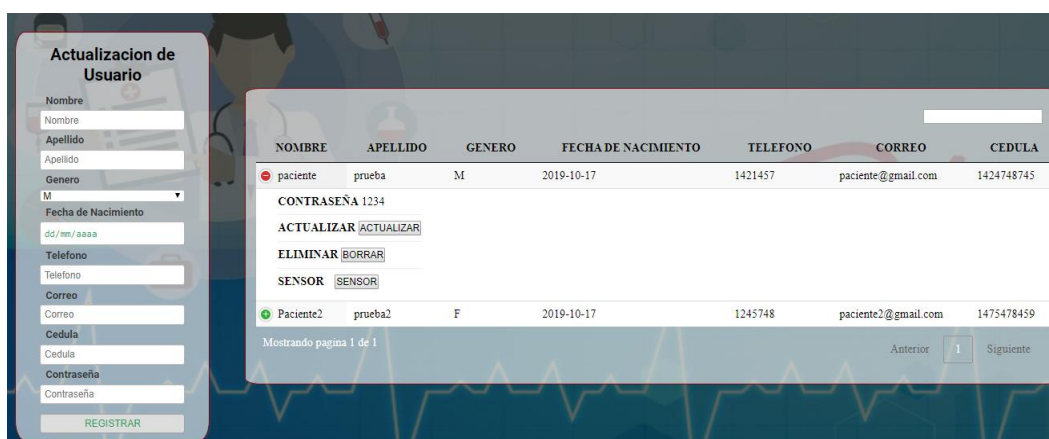 Actualizacion de
Usuario
Nombre
Nombre
Apellido
Apellido
Genero
M
Fecha de Nacimiento
dd/mm/aaaa
Telefono
Telefono
Correo
Correo
Cedula
Cedula
Contraseña
Contraseña
REGISTRAR
NOMBRE APELLIDO GENERO FECHA DE NACIMIENTO TELEFONO CORREO CEDULA
paciente prueba M 2019-10-17 1421457 paciente@gmail.com 1424748745
CONTRASEÑA 1234
ACTUALIZAR ACTUALIZAR
ELIMINAR BORRAR
SENSOR SENSOR
Paciente2 prueba2 F 2019-10-17 1245748 paciente2@gmail.com 1475478459
Mostrando pagina 1 de 1
Anterior 1 Siguiente